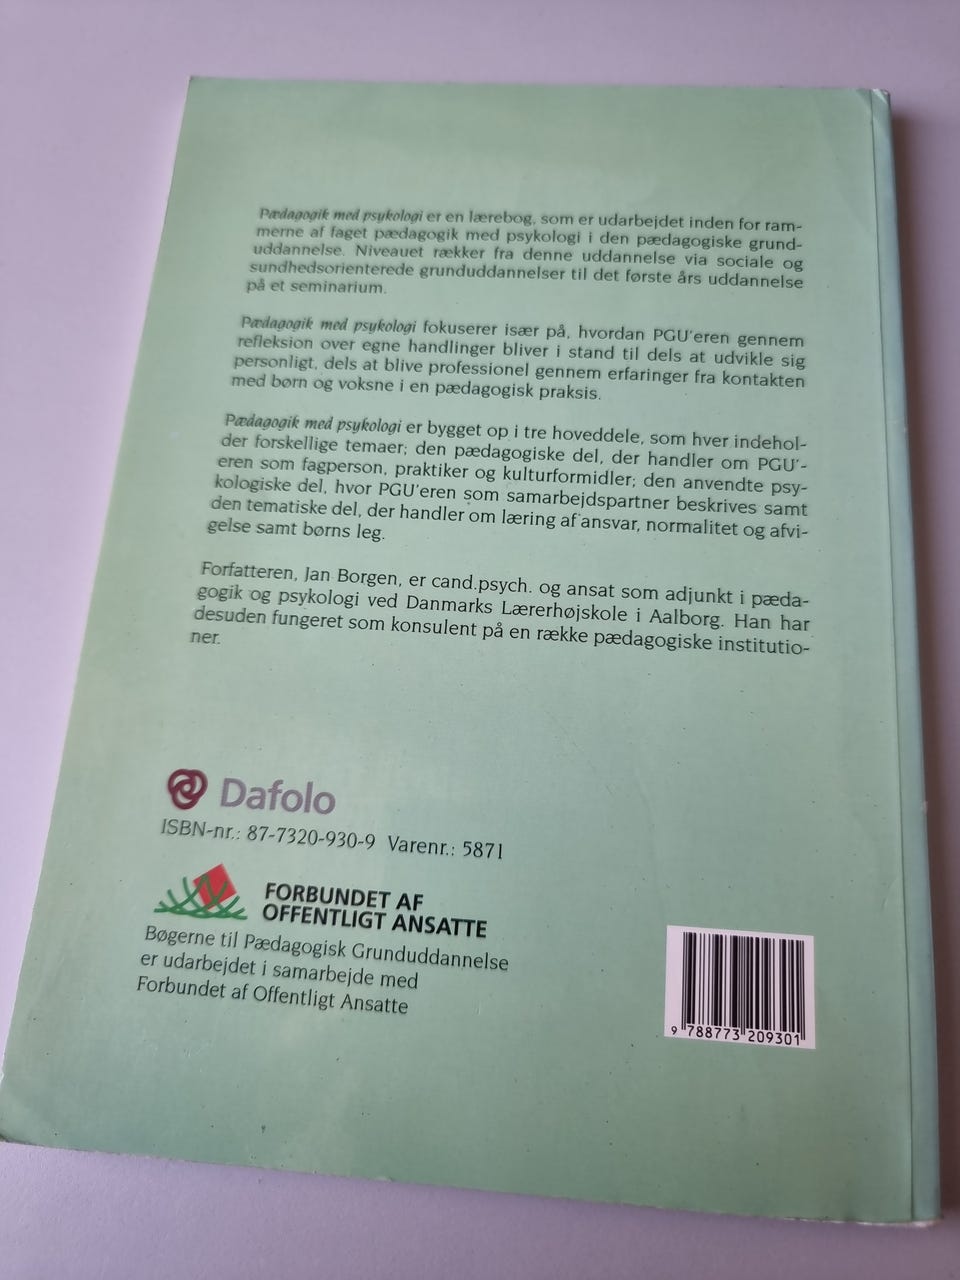 Pædagogik med psykologi er en lærebog, som er udarbejdet inden for ram-
merne af faget pædagogik med psykologi i den pædagogiske grund-
uddannelse. Niveauet rækker fra denne uddannelse via sociale og
sundhedsorienterede grunduddannelser til det første års uddannelse
på et seminarium.
Pædagogik med psykologi fokuserer især på, hvordan PGU'eren gennem
refleksion over egne handlinger bliver i stand til dels at udvikle sig
personligt, dels at blive professionel gennem erfaringer fra kontakten
med børn og voksne i en pædagogisk praksis.
Pædagogik med psykologi er bygget op i tre hoveddele, som hver indehol-
der forskellige temaer; den pædagogiske del, der handler om PGU'-
eren som fagperson, praktiker og kulturformidler; den anvendte psy-
kologiske del, hvor PGU'eren som samarbejdspartner beskrives samt
den tematiske del, der handler om læring af ansvar, normalitet og afvi-
gelse samt børns leg.
Forfatteren, Jan Borgen, er cand.psych. og ansat som adjunkt i pæda-
gogik og psykologi ved Danmarks Lærerhøjskole i Aalborg. Han har
desuden fungeret som konsulent på en række pædagogiske institutio-
ner.
Dafolo
ISBN-nr.: 87-7320-930-9 Varenr.: 5871
FORBUNDET AF
OFFENTLIGT ANSATTE
Bøgerne til Pædagogisk Grunduddannelse
er udarbejdet i samarbejde med
Forbundet af Offentligt Ansatte
9 788773 209301